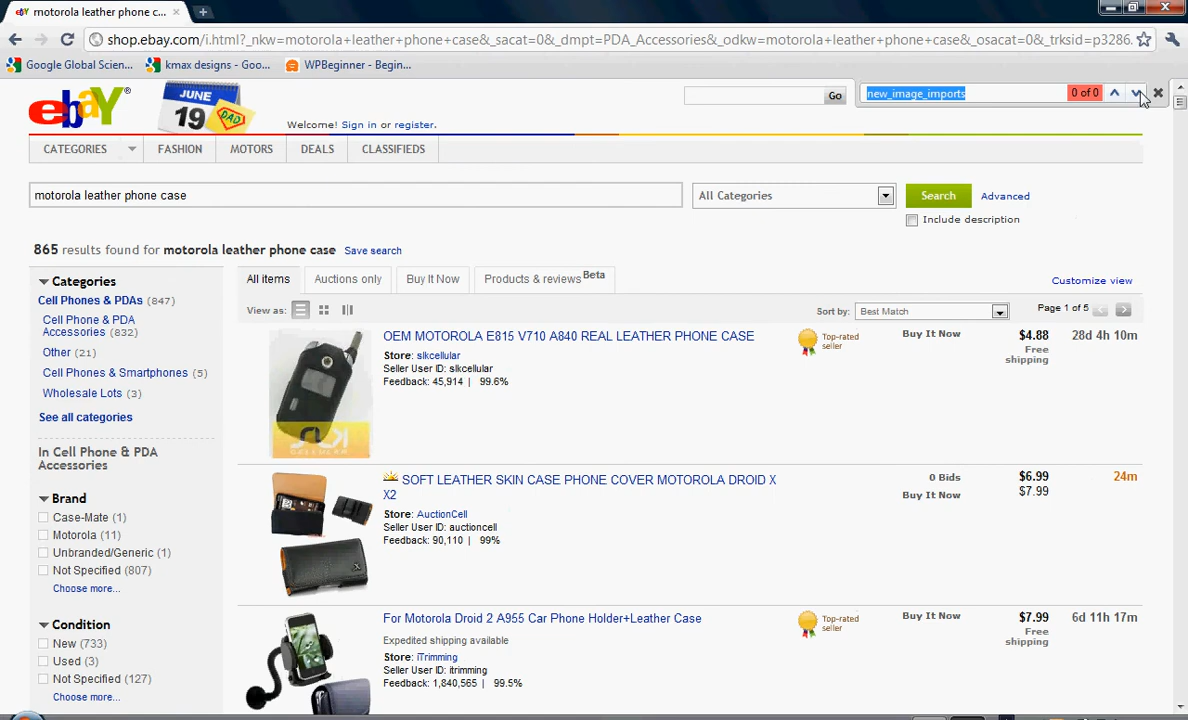 motorola leather phone c...
shop.ebay.com/i.html?_nkw=motorola+leather+phone+case&_sacat=0&_dmpt=PDA_Accessories&_odkw=motorola+leather+phone+case&_osacat=0&_trksid=p3286.
Google Global Scien...
kmax designs - Goo...
WPBeginner - Begin...
new_image_imports
0 of 0
ebaY®
JUNE
19
DAD
Go
Welcome! Sign in or register.
CATEGORIES
FASHION
MOTORS
DEALS
CLASSIFIEDS
motorola leather phone case
All Categories
Search
Advanced
Include description
865 results found for motorola leather phone case
Save search
Categories
Cell Phones & PDAs (847)
Cell Phone & PDA
Accessories (832)
Other (21)
Cell Phones & Smartphones (5)
Wholesale Lots (3)
See all categories
In Cell Phone & PDA
Accessories
Brand
Case-Mate (1)
Motorola (11)
Unbranded/Generic (1)
Not Specified (807)
Choose more...
Condition
New (733)
Used (3)
Not Specified (127)
Choose more...
All items
Auctions only
Buy It Now
Products & reviews Beta
Customize view
View as:
Sort by:
Best Match
Page 1 of 5
OEM MOTOROLA E815 V710 A840 REAL LEATHER PHONE CASE
Store: slkcellular
Seller User ID: slkcellular
Feedback: 45,914 | 99.6%
Top-rated
seller
Buy It Now
$4.88
Free
shipping
28d 4h 10m
SOFT LEATHER SKIN CASE PHONE COVER MOTOROLA DROID X
X2
Store: AuctionCell
Seller User ID: auctioncell
Feedback: 90,110 | 99%
0 Bids
Buy It Now
$6.99
$7.99
24m
For Motorola Droid 2 A955 Car Phone Holder+Leather Case
Expedited shipping available
Store: iTrimming
Seller User ID: itrimming
Feedback: 1,840,565 | 99.5%
Top-rated
seller
Buy It Now
$7.99
Free
shipping
6d 11h 17m